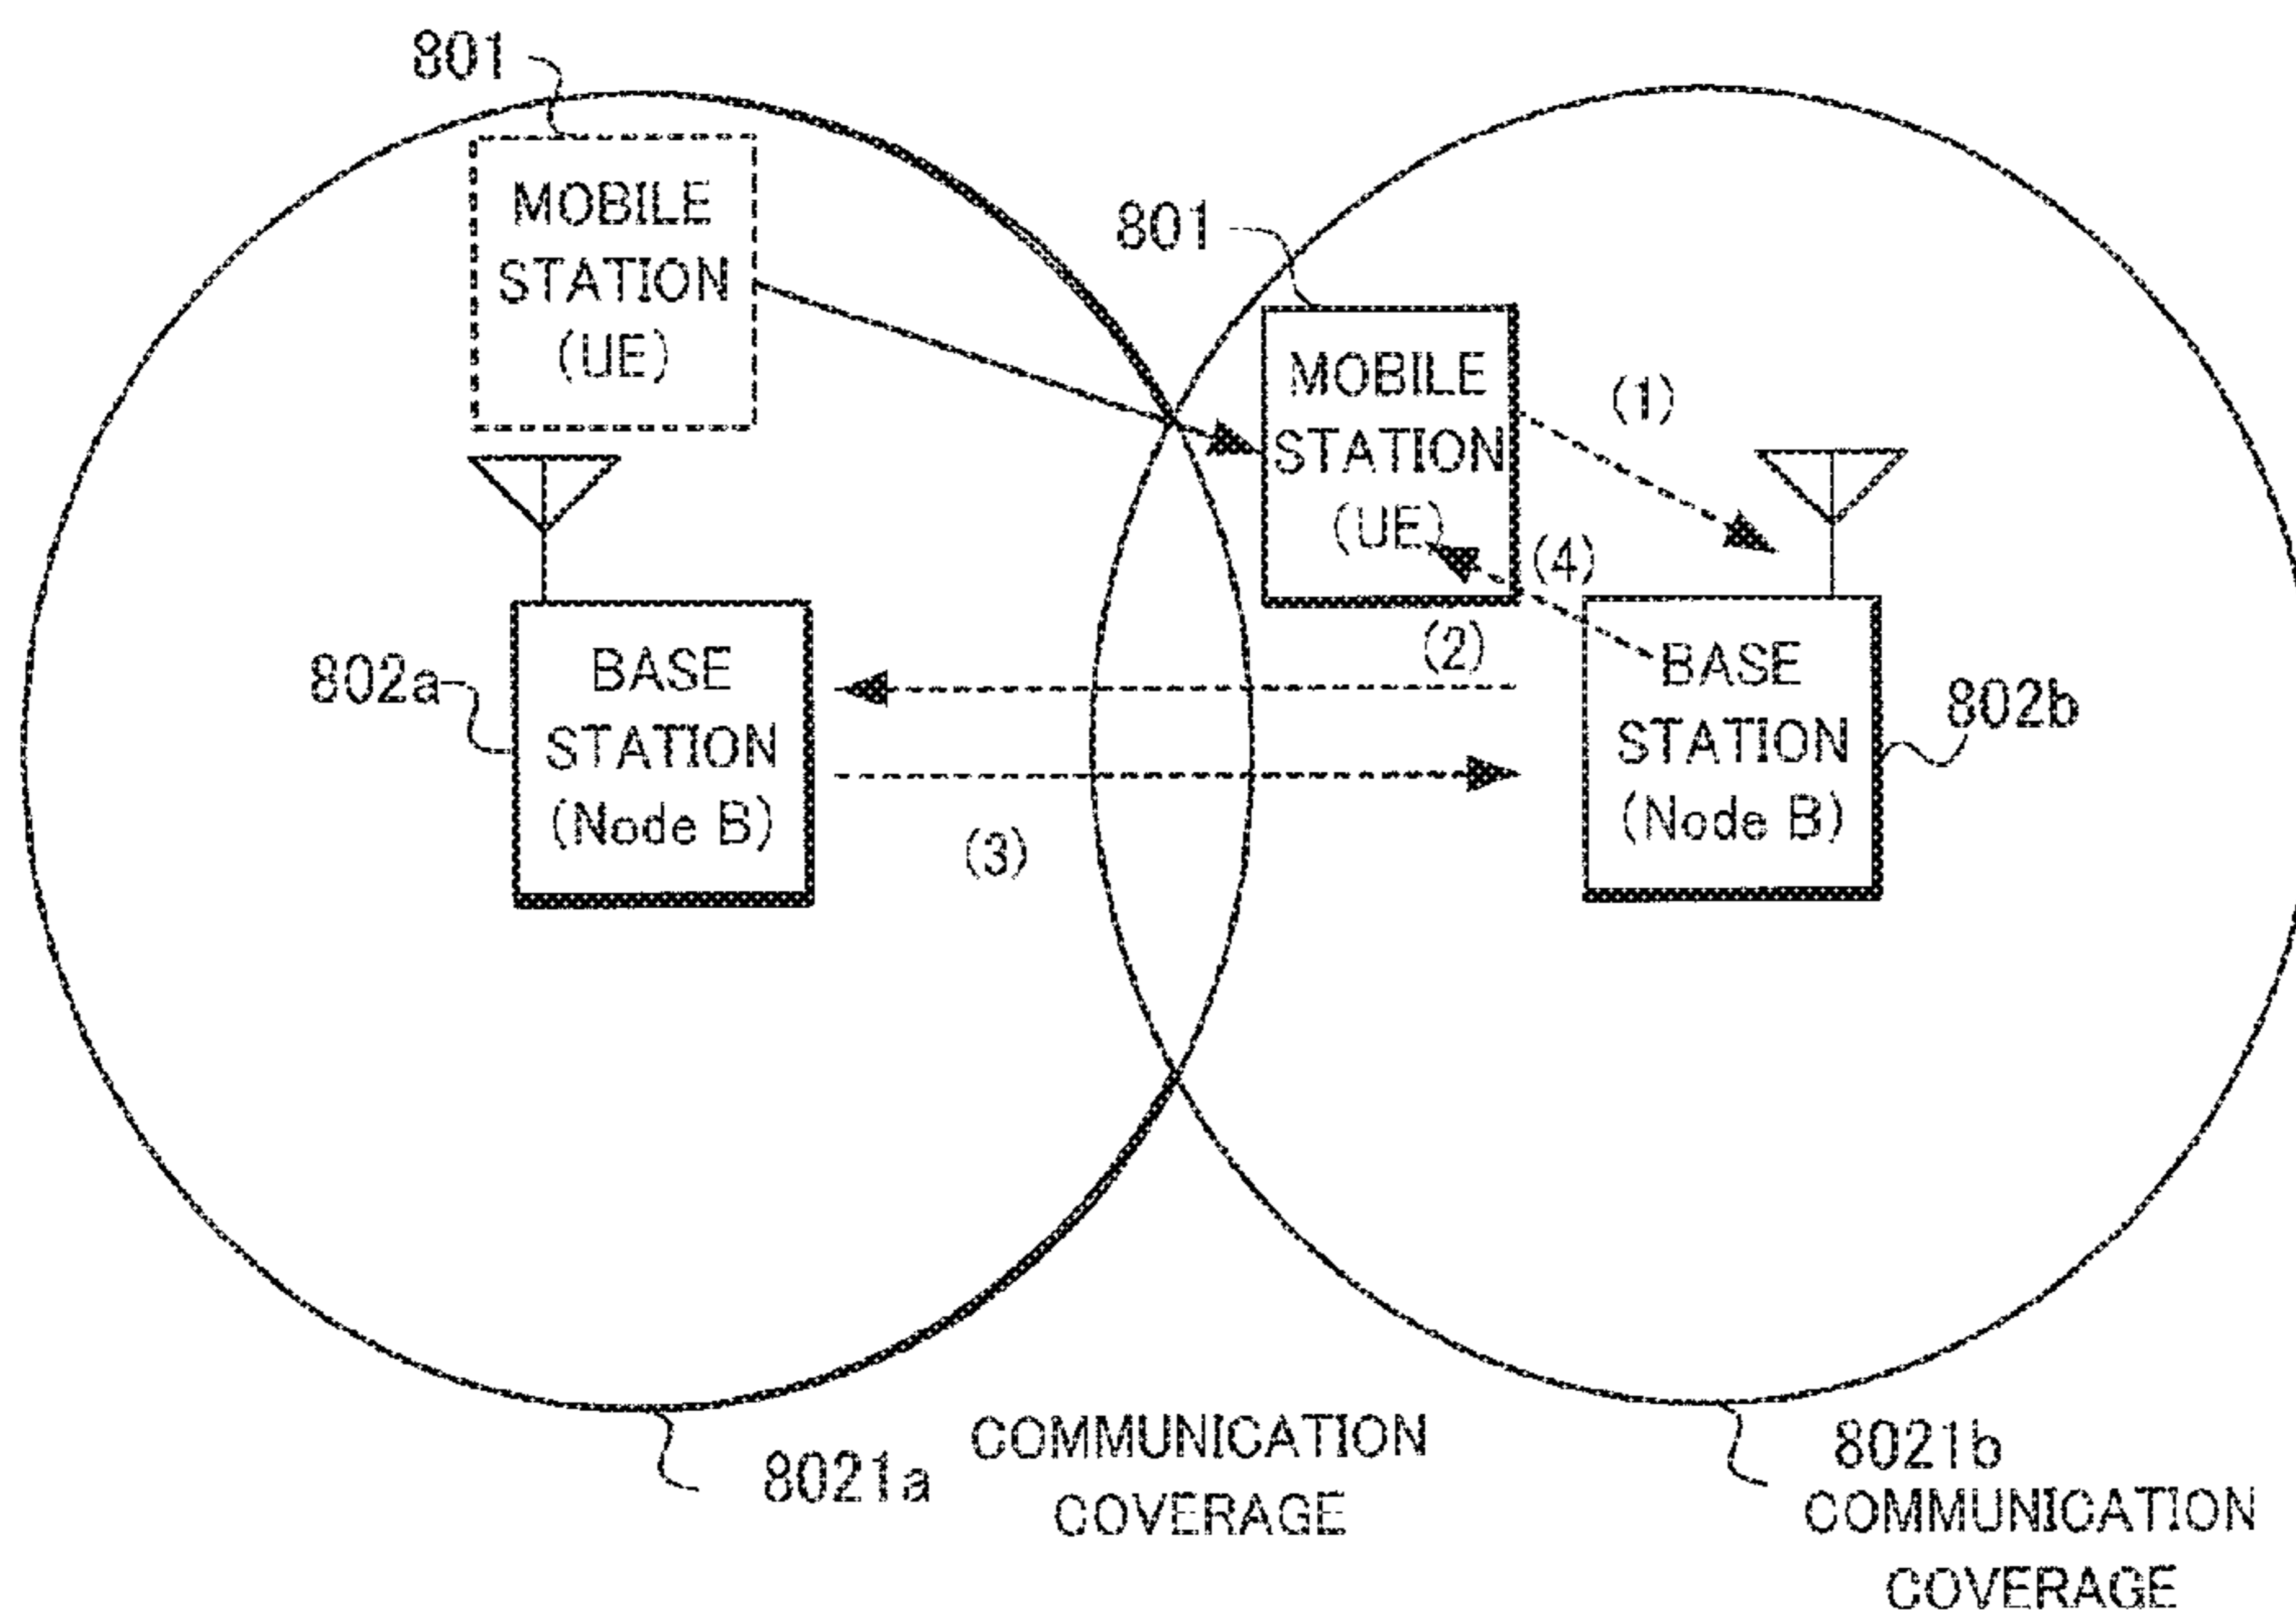 801
MOBILE
STATION
(UE)
801
MOBILE
STATION
(UE)
(1)
(4)
(2)
802a
BASE
STATION
(Node B)
BASE
STATION
(Node B)
802b
(3)
8021a
COMMUNICATION
COVERAGE
8021b
COMMUNICATION
COVERAGE